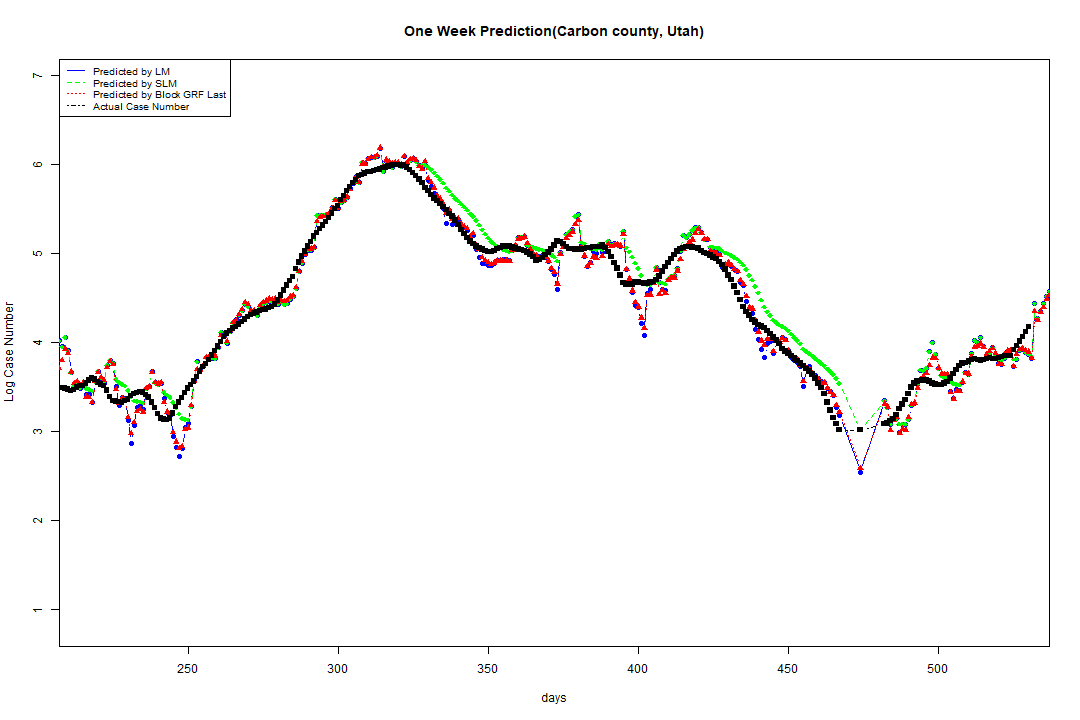 One Week Prediction(Carbon county, Utah)
Predicted by LM
Predicted by SLM
Predicted by Block GRF Last
Actual Case Number
7
6
5
4
3
2
1
Log Case Number
250 300 350 400 450 500
days